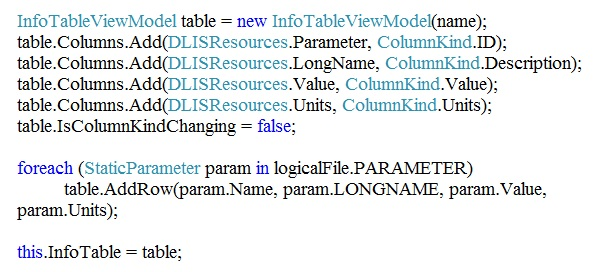 InfoTableViewModel table = new InfoTableViewModel(name);
table.Columns.Add(DLISResources.Parameter, ColumnKind.ID);
table.Columns.Add(DLISResources.LongName, ColumnKind.Description);
table.Columns.Add(DLISResources.Value, ColumnKind.Value);
table.Columns.Add(DLISResources.Units, ColumnKind.Units);
table.IsColumnKindChanging = false;
foreach (StaticParameter param in logicalFile.PARAMETER)
table.AddRow(param.Name, param.LONGNAME, param.Value,
param.Units);
this.InfoTable = table;